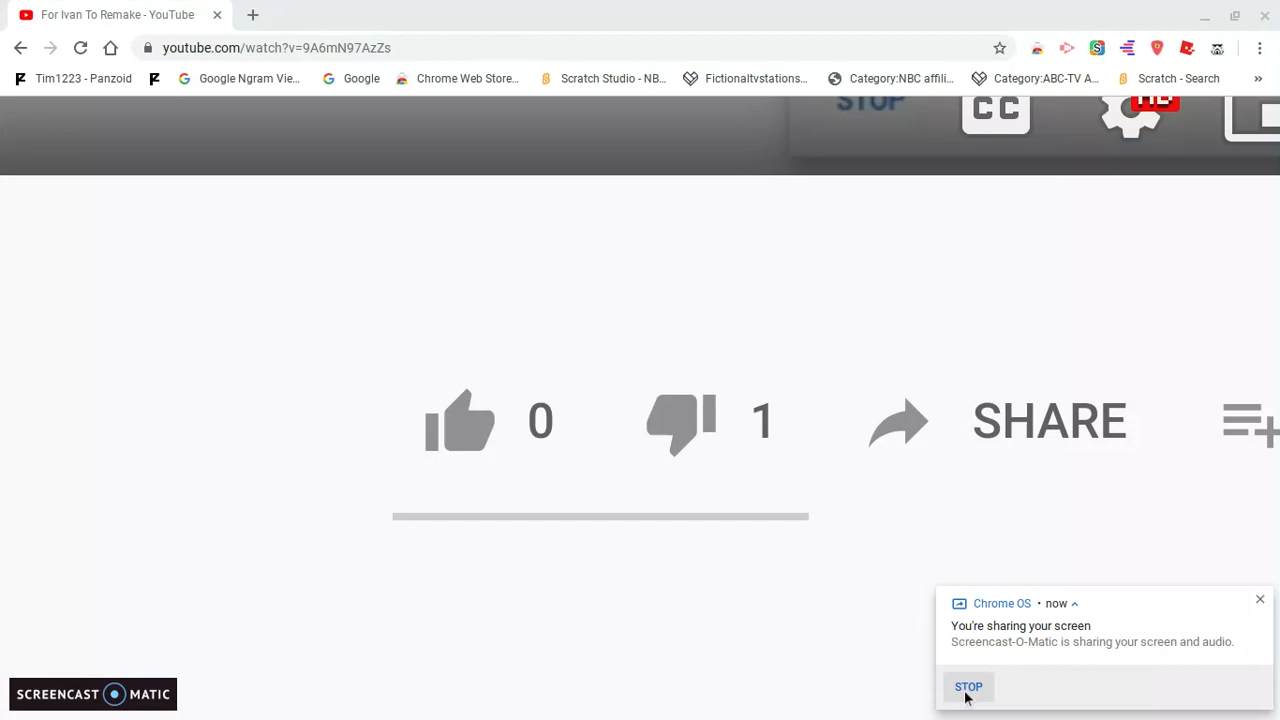 For Ivan To Remake - YouTube
youtube.com/watch?v=9A6mN97AzZs
Tim1223 - Panzoid Google Ngram Vie... Google Chrome Web Store... Scratch Studio - NB... Fictionaltvstations... Category:NBC affili... Category:ABC-TV A... Scratch - Search »
STOP CC HD
0 1 SHARE
Chrome OS • now
You're sharing your screen
Screencast-O-Matic is sharing your screen and audio.
STOP
SCREENCAST MATIC